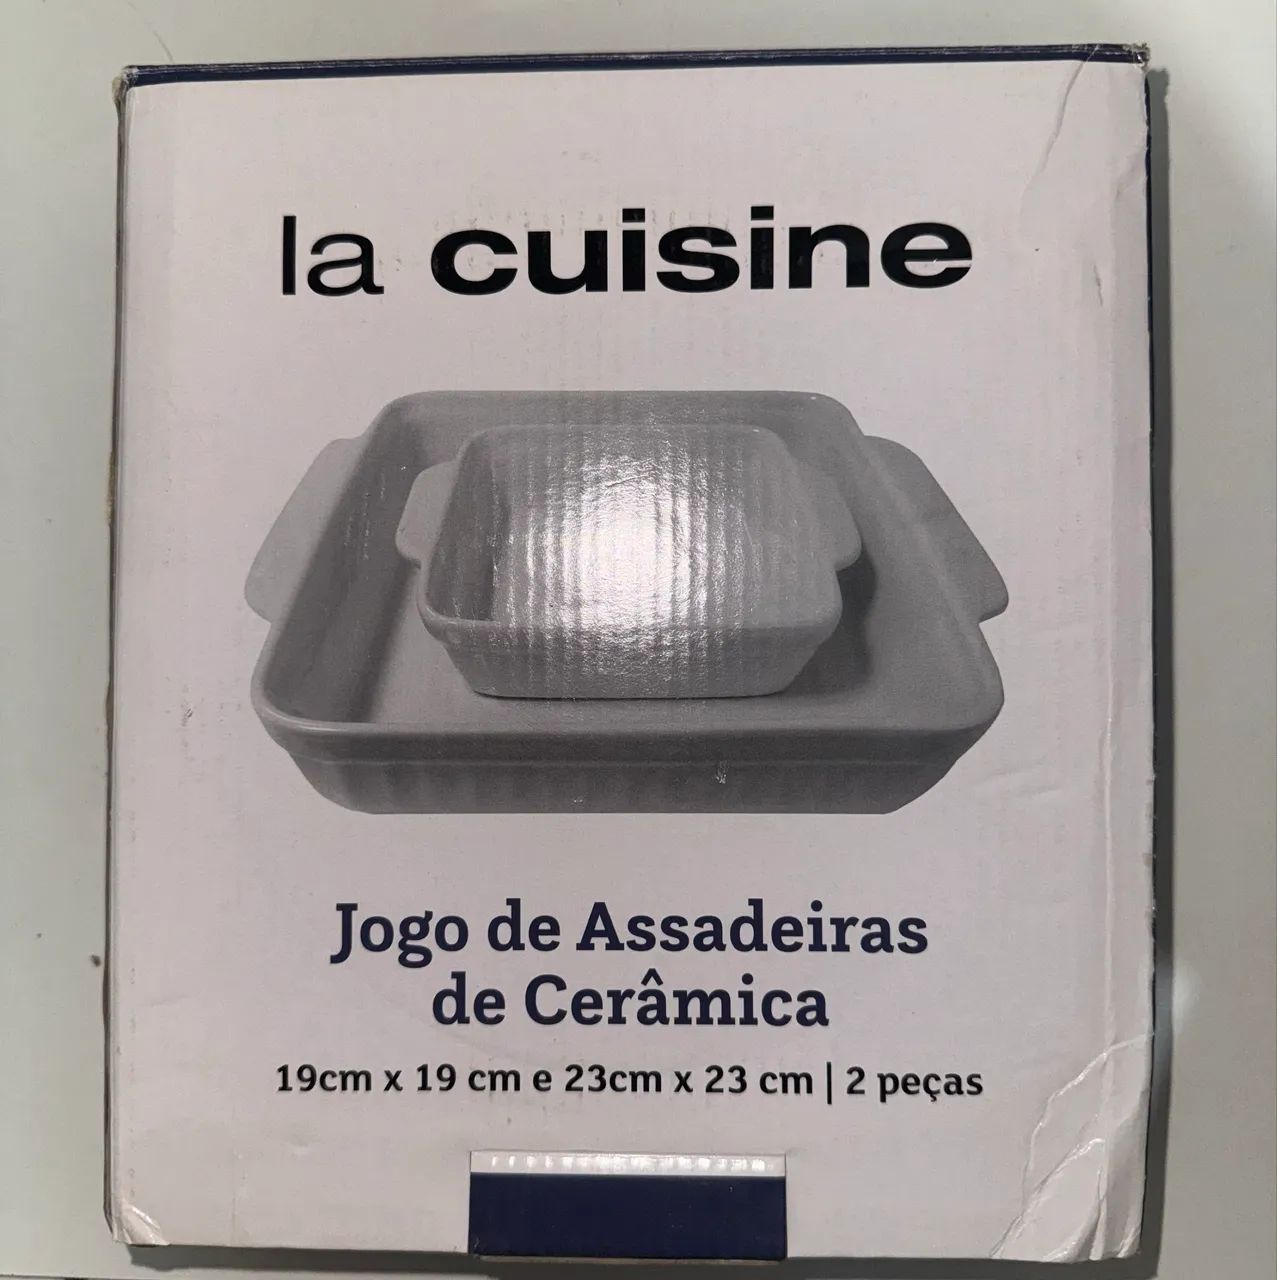 la cuisine
Jogo de Assadeiras
de Cerâmica
19cm x 19 cm e 23cm x 23 cm | 2 peças